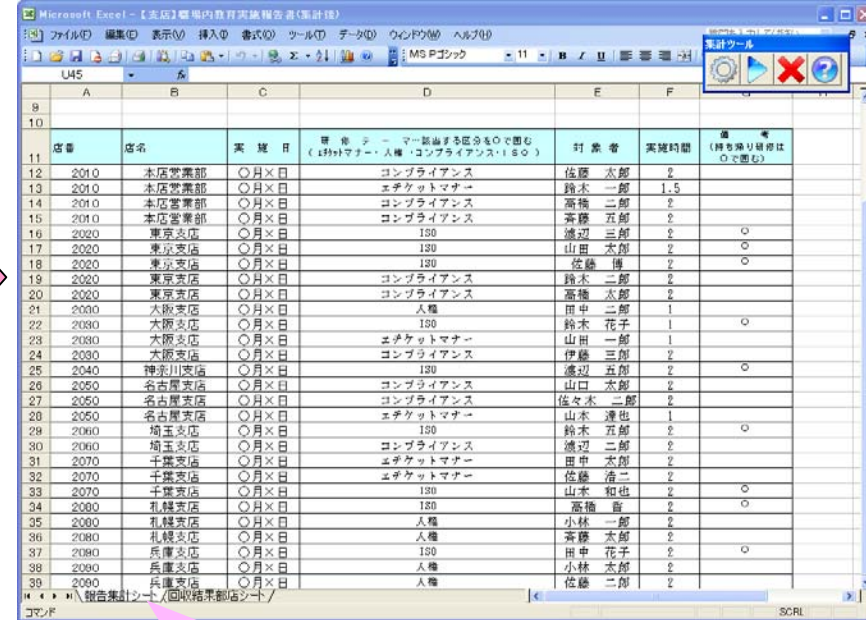 Microsoft Excel - 【支店】職場内教育実施報告書(集計後)
ファイル(F) 編集(E) 表示(V) 挿入(I) 書式(O) ツール(T) データ(D) ウィンドウ(W) ヘルプ(H)
集計ツール
MS Pゴシック 11 B I U
U45 fx
A B C D E F
9
10
11 店番 店名 実施日 研修テーマー該当する区分を○で囲む (エチケットマナー・人権・コンプライアンス・ISO) 対象者 実施時間 備考 (持ち帰り研修は○で囲む)
12 2010 本店営業部 ○月×日 コンプライアンス 佐藤 太郎 2
13 2010 本店営業部 ○月×日 エチケットマナー 鈴木 一郎 1.5
14 2010 本店営業部 ○月×日 コンプライアンス 高橋 二郎 2
15 2010 本店営業部 ○月×日 コンプライアンス 斉藤 五郎 2
16 2020 東京支店 ○月×日 ISO 渡辺 三郎 2 ○
17 2020 東京支店 ○月×日 ISO 山田 太郎 2 ○
18 2020 東京支店 ○月×日 ISO 佐藤 博 2 ○
19 2020 東京支店 ○月×日 コンプライアンス 鈴木 二郎 2
20 2020 東京支店 ○月×日 コンプライアンス 高橋 太郎 2
21 2030 大阪支店 ○月×日 人権 田中 二郎 1
22 2030 大阪支店 ○月×日 ISO 鈴木 花子 1 ○
23 2030 大阪支店 ○月×日 エチケットマナー 山田 一郎 1
24 2030 大阪支店 ○月×日 コンプライアンス 伊藤 三郎 2
25 2040 神奈川支店 ○月×日 ISO 渡辺 五郎 2 ○
26 2050 名古屋支店 ○月×日 コンプライアンス 山口 太郎 2
27 2050 名古屋支店 ○月×日 コンプライアンス 佐々木 二郎 2
28 2050 名古屋支店 ○月×日 エチケットマナー 山本 達也 1
29 2060 埼玉支店 ○月×日 ISO 鈴木 五郎 2 ○
30 2060 埼玉支店 ○月×日 コンプライアンス 渡辺 二郎 2
31 2070 千葉支店 ○月×日 エチケットマナー 田中 太郎 2
32 2070 千葉支店 ○月×日 エチケットマナー 佐藤 浩二 2
33 2070 千葉支店 ○月×日 ISO 山本 和也 2 ○
34 2080 札幌支店 ○月×日 ISO 高橋 2 ○
35 2080 札幌支店 ○月×日 人権 小林 一郎 2
36 2080 札幌支店 ○月×日 人権 斉藤 太郎 2
37 2090 兵庫支店 ○月×日 ISO 田中 花子 2 ○
38 2090 兵庫支店 ○月×日 人権 小林 太郎 2
39 2090 兵庫支店 ○月×日 人権 佐藤 二郎 2
報告集計シート / 回収結果部店シート /
コマンド SCRL